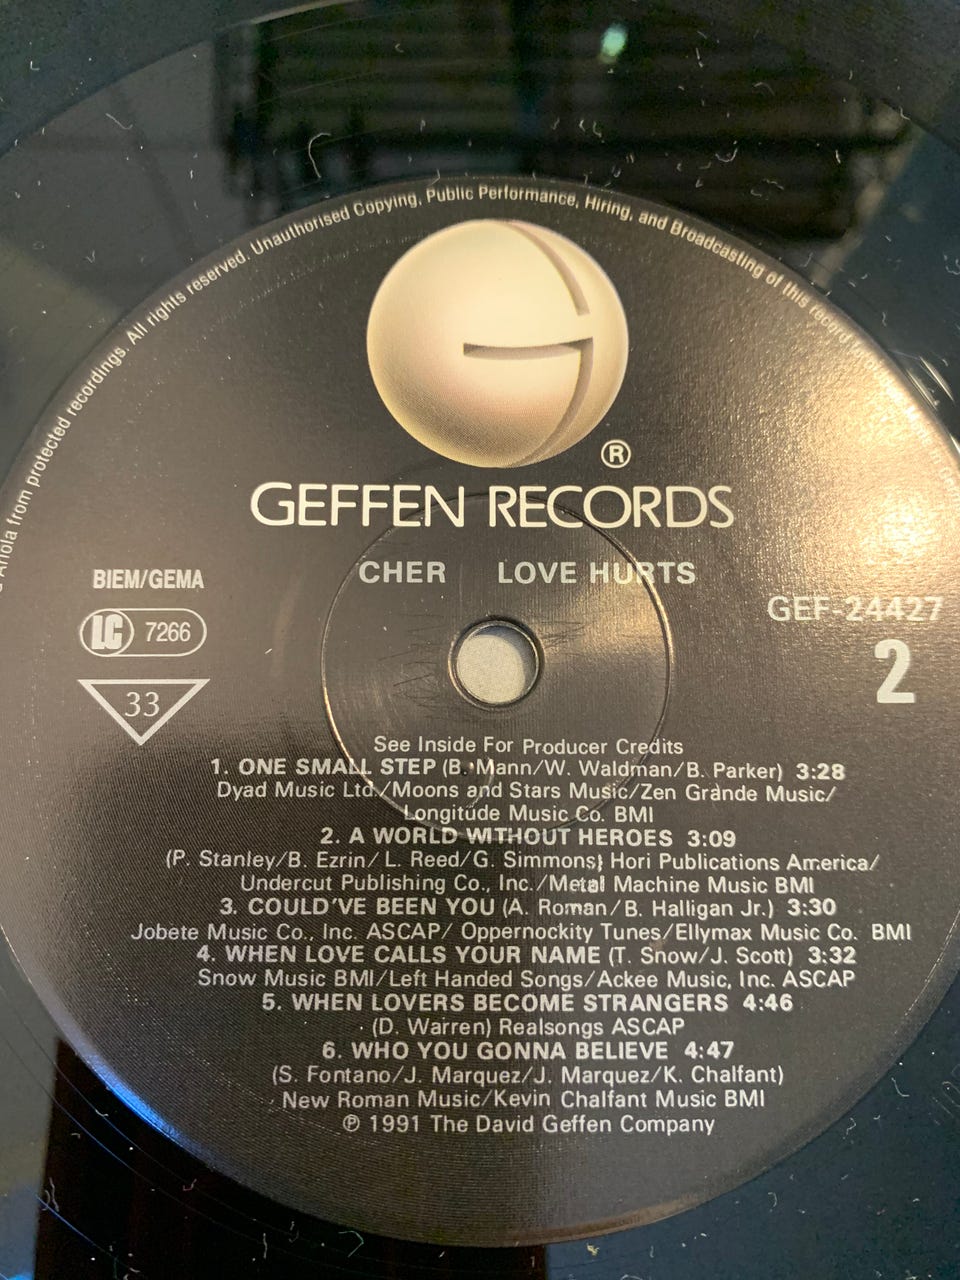 Ariola from protected recordings. All rights reserved. Unauthorised Copying, Public Performance, Hiring, and Broadcasting of this record
®
GEFFEN RECORDS
CHER LOVE HURTS
BIEM/GEMA
LC 7266
33
GEF 24427
2
See Inside For Producer Credits
1. ONE SMALL STEP (B. Mann/W. Waldman/B. Parker) 3:28
Dyad Music Ltd./Moons and Stars Music/Zen Grande Music/
Longitude Music Co. BMI
2. A WORLD WITHOUT HEROES 3:09
(P. Stanley/B. Ezrin/L. Reed/G. Simmons) Hori Publications America/
Undercut Publishing Co., Inc./Metal Machine Music BMI
3. COULD'VE BEEN YOU (A. Roman/B. Halligan Jr.) 3:30
Jobete Music Co., Inc. ASCAP/ Oppernockity Tunes/Ellymax Music Co. BMI
4. WHEN LOVE CALLS YOUR NAME (T. Snow/J. Scott) 3:32
Snow Music BMI/Left Handed Songs/Ackee Music, Inc. ASCAP
5. WHEN LOVERS BECOME STRANGERS 4:46
(D. Warren) Realsongs ASCAP
6. WHO YOU GONNA BELIEVE 4:47
(S. Fontano/J. Marquez/J. Marquez/K. Chalfant)
New Roman Music/Kevin Chalfant Music BMI
℗ 1991 The David Geffen Company